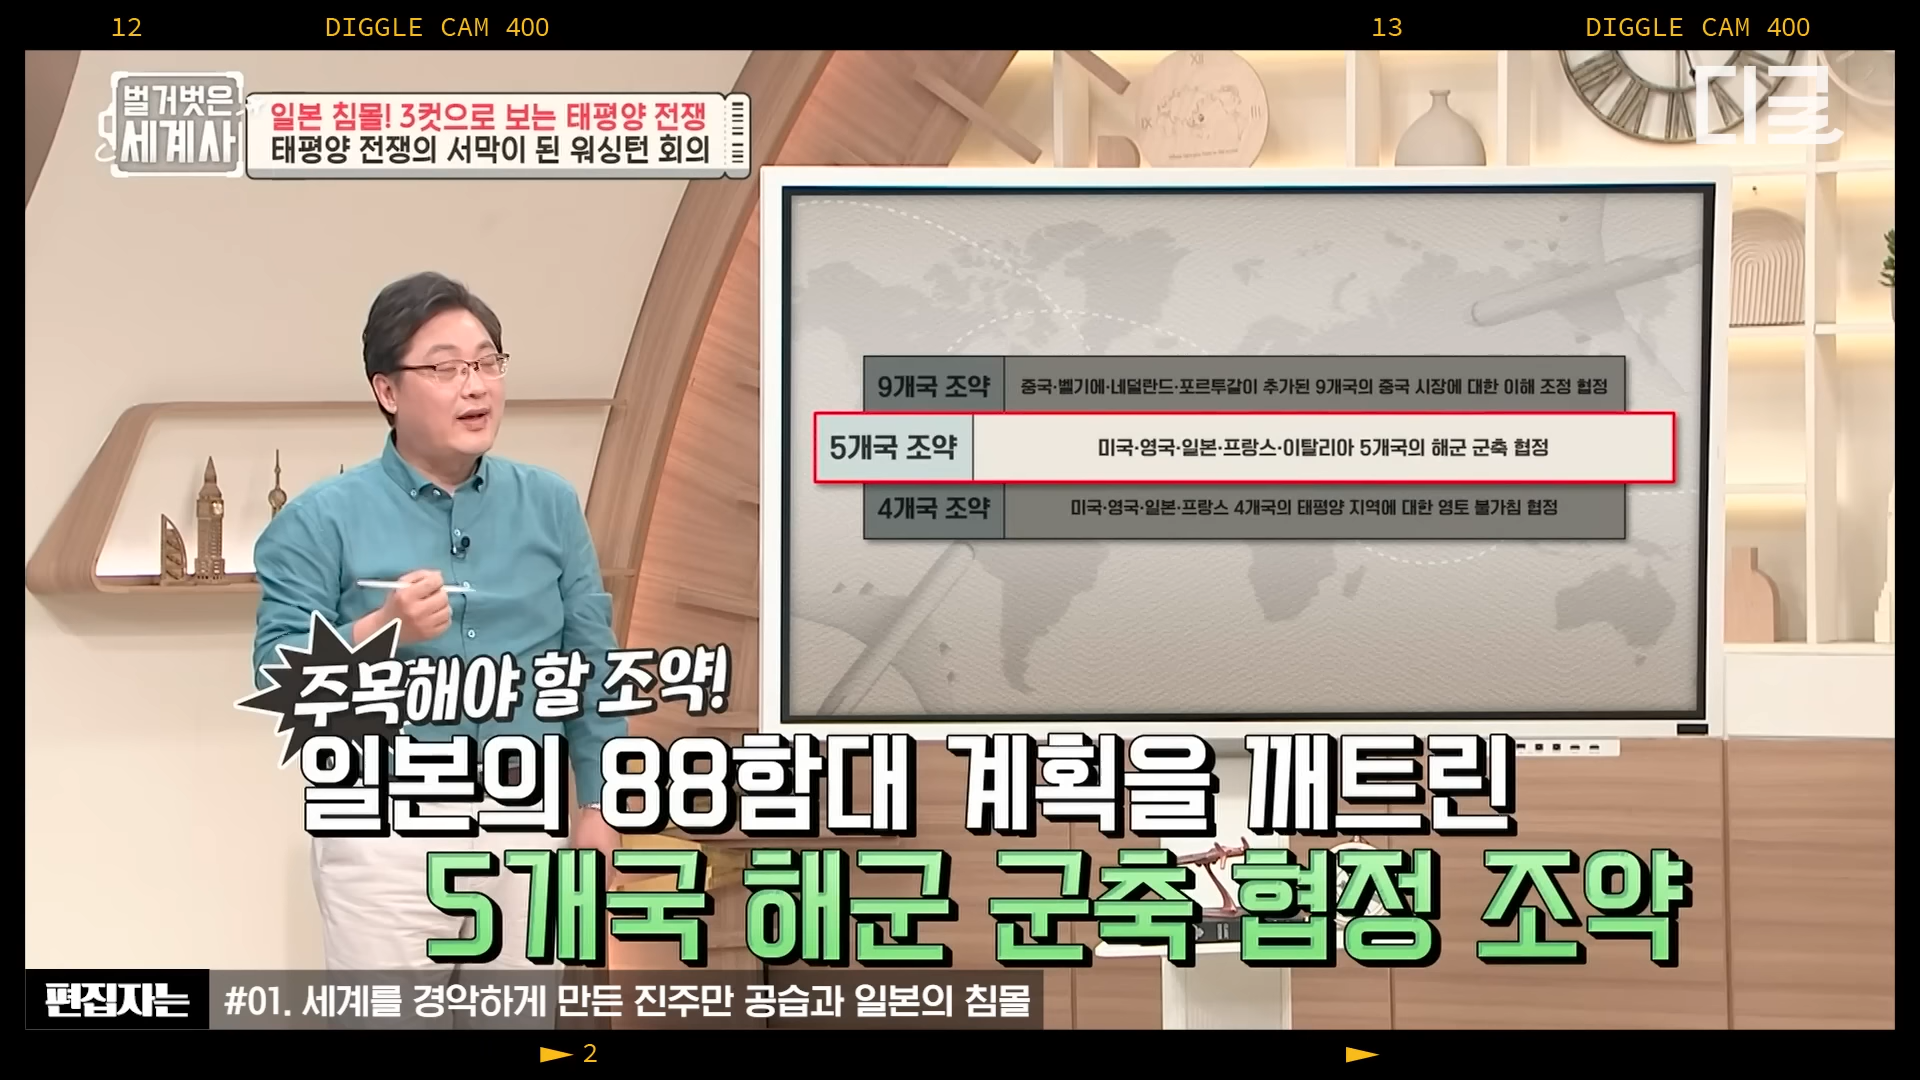 12
DIGGLE CAM 400
13
DIGGLE CAM 400
벌거벗은
세계사
일본 침몰! 3컷으로 보는 태평양 전쟁
태평양 전쟁의 서막이 된 워싱턴 회의
디글
XII
9개국 조약
중국·벨기에·네덜란드·포르투갈이 추가된 9개국의 중국 시장에 대한 이해 조정 협정
5개국 조약
미국·영국·일본·프랑스·이탈리아 5개국의 해군 군축 협정
4개국 조약
미국·영국·일본·프랑스 4개국의 태평양 지역에 대한 영토 불가침 협정
주목해야 할 조약!
일본의 88함대 계획을 깨트린
5개국 해군 군축 협정 조약
편집자는
#01. 세계를 경악하게 만든 진주만 공습과 일본의 침몰
2